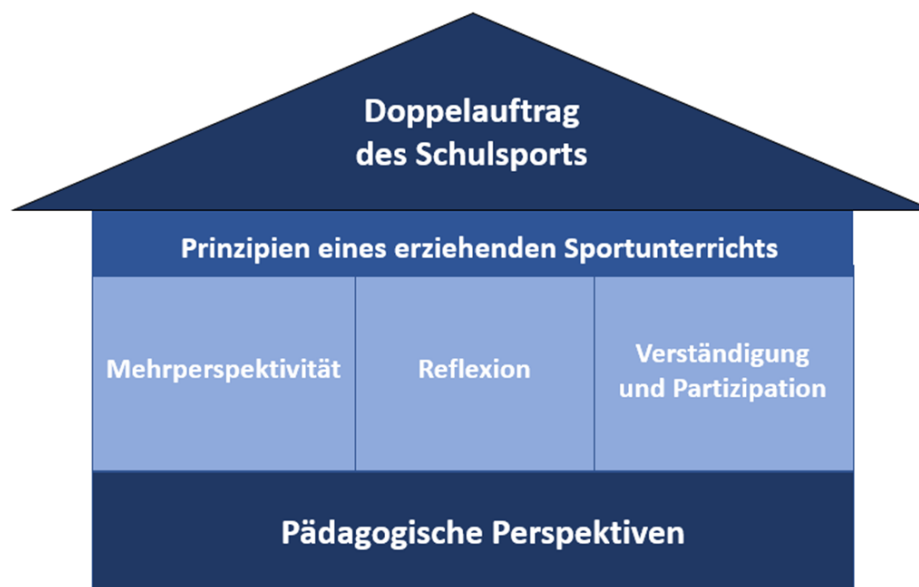 Doppelauftrag
des Schulsports
Prinzipien eines erziehenden Sportunterrichts
Mehrperspektivität
Reflexion
Verständigung
und Partizipation
Pädagogische Perspektiven